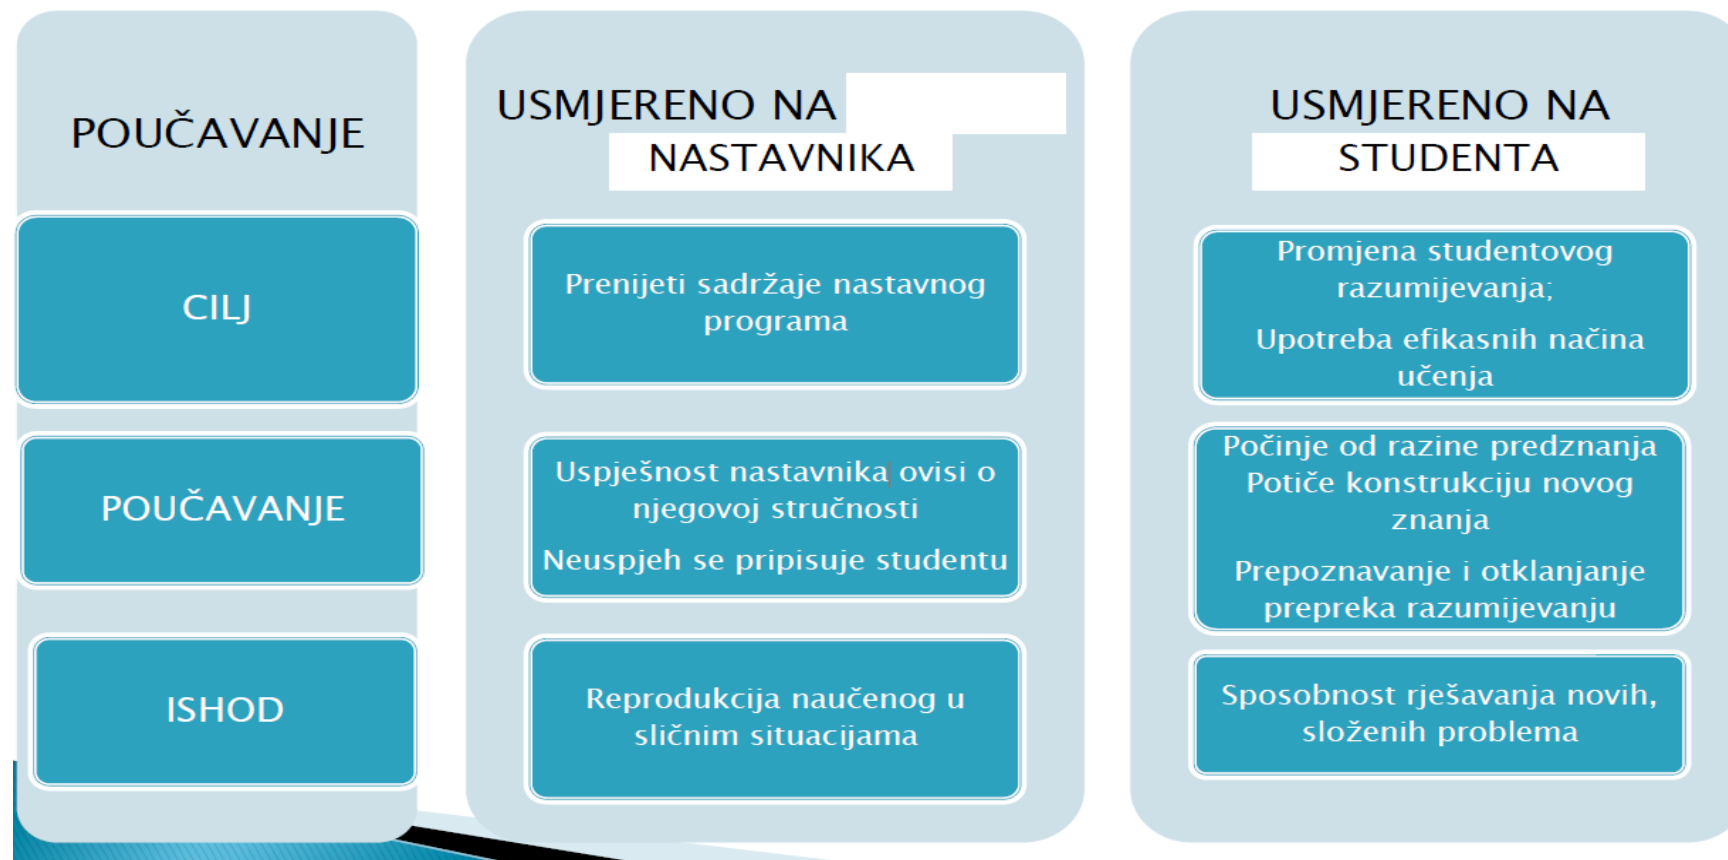 POUČAVANJE
CILJ
POUČAVANJE
ISHOD
USMJERENO NA
NASTAVNIKA
Prenijeti sadržaje nastavnog
programa
Uspješnost nastavnika ovisi o
njegovoj stručnosti
Neuspjeh se pripisuje studentu
Reprodukcija naučenog u
sličnim situacijama
USMJERENO NA
STUDENTA
Promjena studentovog
razumijevanja;
Upotreba efikasnih načina
učenja
Počinje od razine predznanja
Potiče konstrukciju novog
znanja
Prepoznavanje i otklanjanje
prepreka razumijevanju
Sposobnost rješavanja novih,
složenih problema